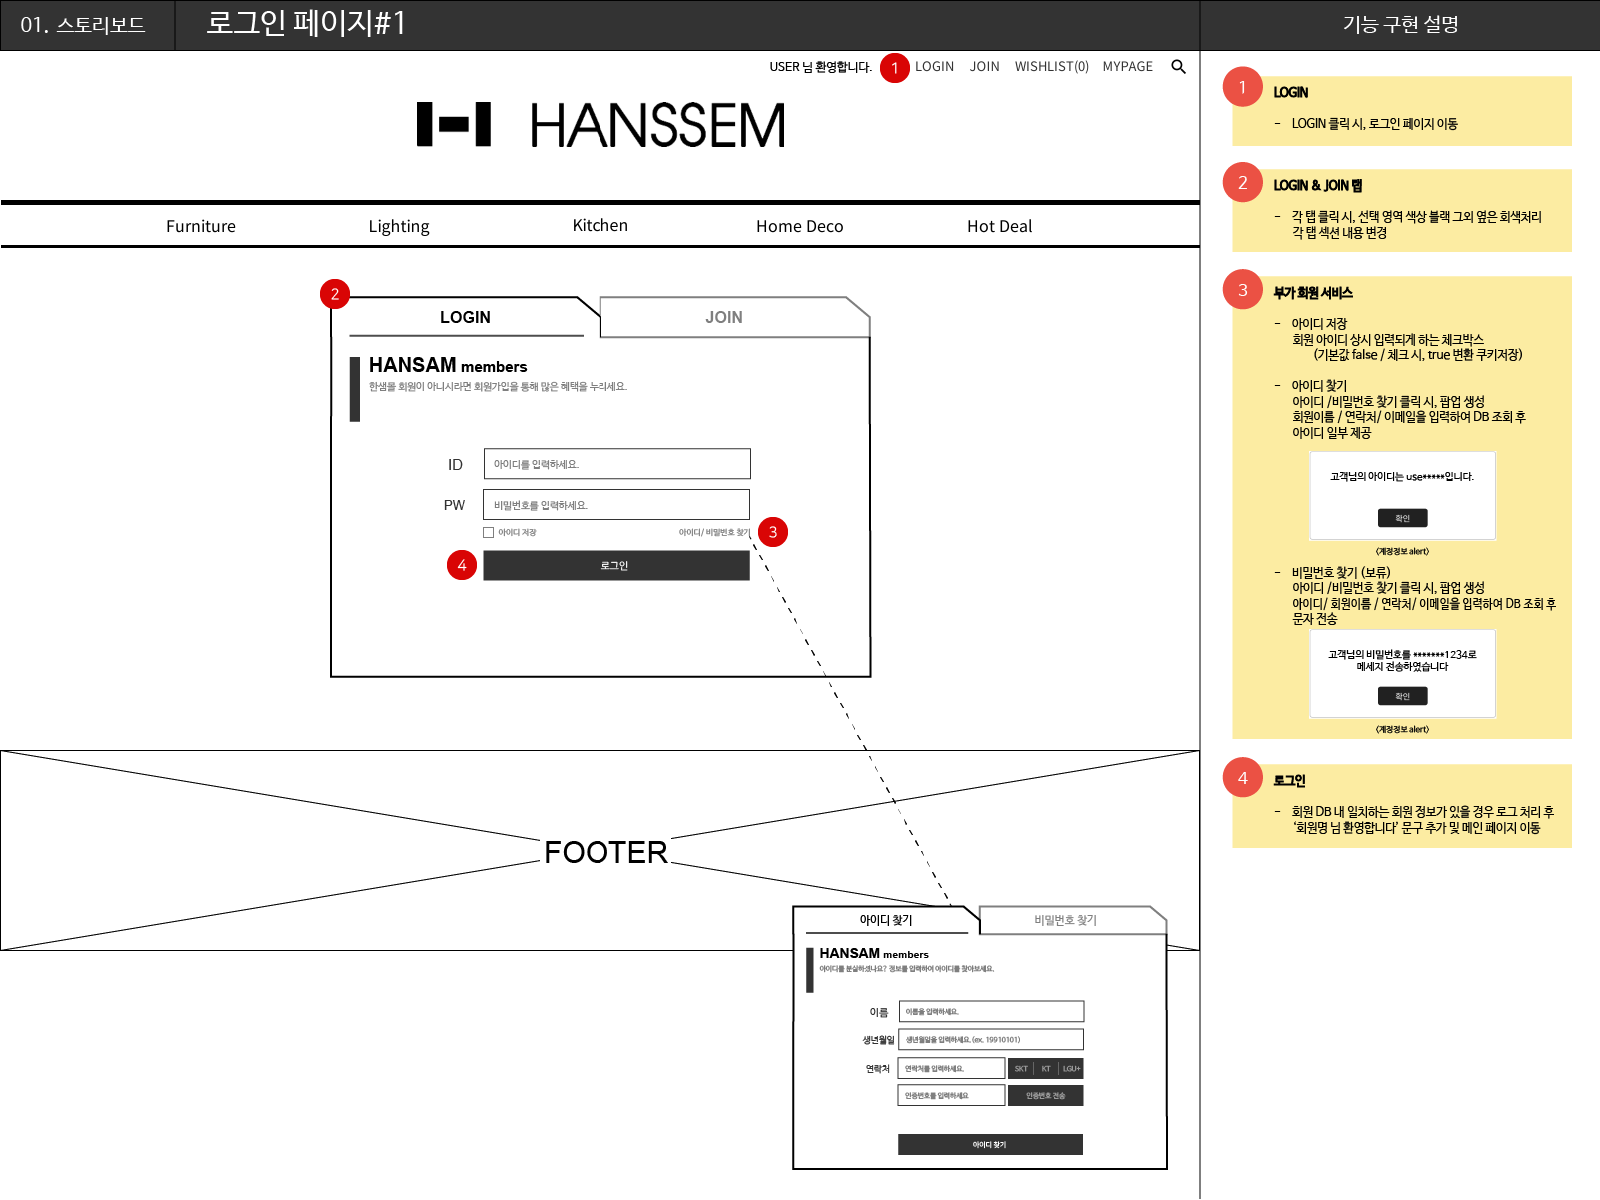 01. 스토리보드
로그인 페이지#1
기능 구현 설명
USER 님 환영합니다.
1
LOGIN
JOIN
WISHLIST(0)
MYPAGE
HANSSEM
Furniture
Lighting
Kitchen
Home Deco
Hot Deal
2
LOGIN
JOIN
HANSAM members
한샘몰 회원이 아니시라면 회원가입을 통해 많은 혜택을 누리세요.
ID
아이디를 입력하세요.
PW
비밀번호를 입력하세요.
아이디 저장
아이디/ 비밀번호 찾기
3
4
로그인
FOOTER
아이디 찾기
비밀번호 찾기
HANSAM members
아이디를 분실하셨나요? 정보를 입력하여 아이디를 찾아보세요.
이름
이름을 입력하세요.
생년월일
생년월일을 입력하세요.(ex. 19910101)
연락처
연락처를 입력하세요.
SKT
KT
LGU+
인증번호를 입력하세요
인증번호 전송
아이디 찾기
1
LOGIN
- LOGIN 클릭 시, 로그인 페이지 이동
2
LOGIN & JOIN 탭
- 각 탭 클릭 시, 선택 영역 색상 블랙 그외 옆은 회색처리
각 탭 섹션 내용 변경
3
부가 회원 서비스
- 아이디 저장
회원 아이디 상시 입력되게 하는 체크박스
(기본값 false / 체크 시, true 변환 쿠키저장)
- 아이디 찾기
아이디 /비밀번호 찾기 클릭 시, 팝업 생성
회원이름 / 연락처/ 이메일을 입력하여 DB 조회 후
아이디 일부 제공
고객님의 아이디는 use*****입니다.
확인
<계정정보 alert>
- 비밀번호 찾기 (보류)
아이디 /비밀번호 찾기 클릭 시, 팝업 생성
아이디/ 회원이름 / 연락처/ 이메일을 입력하여 DB 조회 후
문자 전송
고객님의 비밀번호를 *******1234로
메세지 전송하였습니다
확인
<계정정보 alert>
4
로그인
- 회원 DB 내 일치하는 회원 정보가 있을 경우 로그 처리 후
‘회원명 님 환영합니다’ 문구 추가 및 메인 페이지 이동